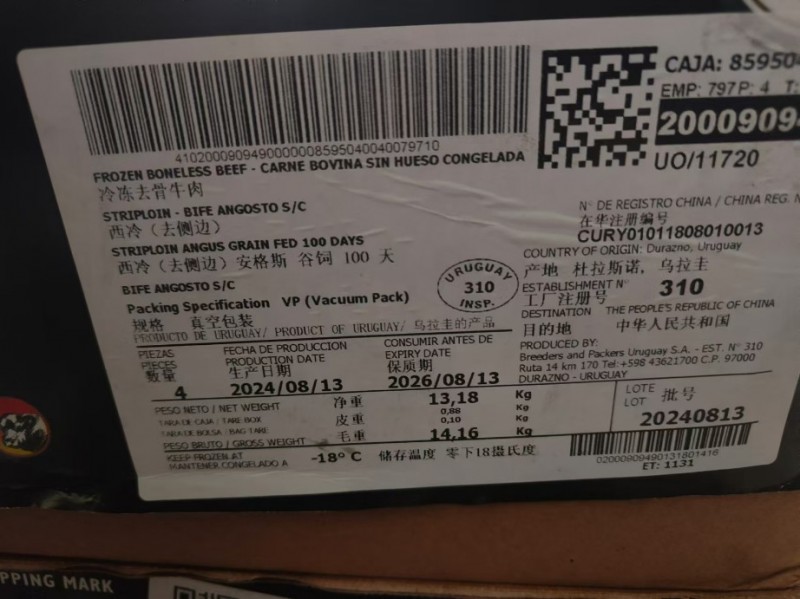 CAJA: 85950
EMP: 797P: 4 T:
2000909
UO/11720
41020009094900000085950400400797​10
FROZEN BONELESS BEEF - CARNE BOVINA SIN HUESO CONGELADA
冷冻去骨牛肉
STRIPLOIN - BIFE ANGOSTO S/C
西冷（去侧边）
STRIPLOIN ANGUS GRAIN FED 100 DAYS
西冷（去侧边）安格斯 谷饲 100 天
BIFE ANGOSTO S/C
Packing Specification VP (Vacuum Pack)
规格 真空包装
PRODUCTO DE URUGUAY/ PRODUCT OF URUGUAY/ 乌拉圭的产品
URUGUAY
310
INSP.
N° DE REGISTRO CHINA / CHINA REG. N
在华注册编号
CURY01011808010013
COUNTRY OF ORIGIN: Durazno, Uruguay
产地 杜拉斯诺, 乌拉圭
ESTABLISHMENT N° 310
工厂注册号
DESTINATION THE PEOPLE'S REPUBLIC OF CHINA
目的地 中华人民共和国
PRODUCED BY:
Breeders and Packers Uruguay S.A. - EST. N° 310
Ruta 14 km 170 Tel:+598 43621700 C.P. 97000
DURAZNO - URUGUAY
PIEZAS
PIECES
数量
4
FECHA DE PRODUCCION
PRODUCTION DATE
生产日期
2024/08/13
CONSUMIR ANTES DE
EXPIRY DATE
保质期
2026/08/13
PESO NETO / NET WEIGHT 净重 13,18 Kg
TARA DE CAJA / TARE BOX 皮重 0,88 Kg
TARA DE BOLSA / BAG TARE 0,10 Kg
PESO BRUTO / GROSS WEIGHT 毛重 14,16 Kg
KEEP FROZEN AT
MANTENER CONGELADO A -18° C 储存温度 零下18摄氏度
LOTE
LOT 批号
20240813
02000909490131801416
ET: 1131
PPING MARK